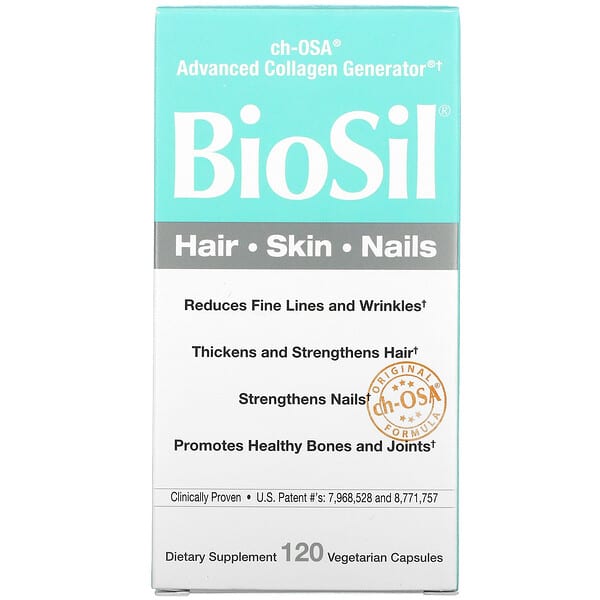 ch-OSA®
Advanced Collagen Generator®†
BioSil®
Hair • Skin • Nails
Reduces Fine Lines and Wrinkles†
Thickens and Strengthens Hair†
Strengthens Nails†
ORIGINAL
ch-OSA®
FORMULA
Promotes Healthy Bones and Joints†
Clinically Proven • U.S. Patent #'s: 7,968,528 and 8,771,757
Dietary Supplement 120 Vegetarian Capsules